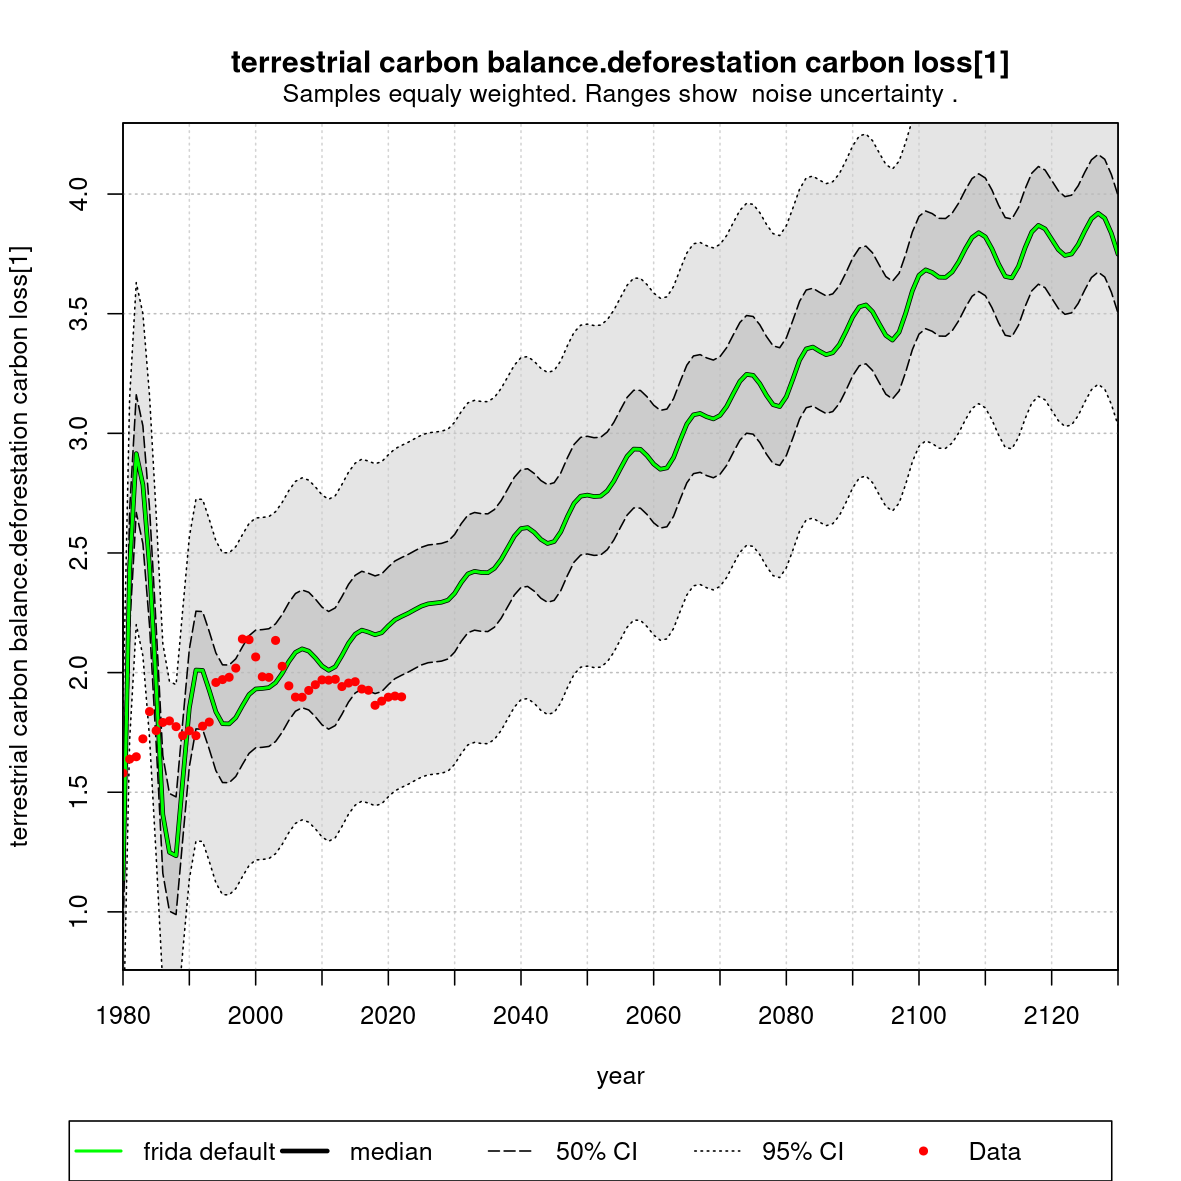 terrestrial carbon balance.deforestation carbon loss[1]
Samples equaly weighted. Ranges show  noise uncertainty .
terrestrial carbon balance.deforestation carbon loss[1]
4.0
3.5
3.0
2.5
2.0
1.5
1.0
1980 2000 2020 2040 2060 2080 2100 2120
year
frida default median 50% CI 95% CI Data